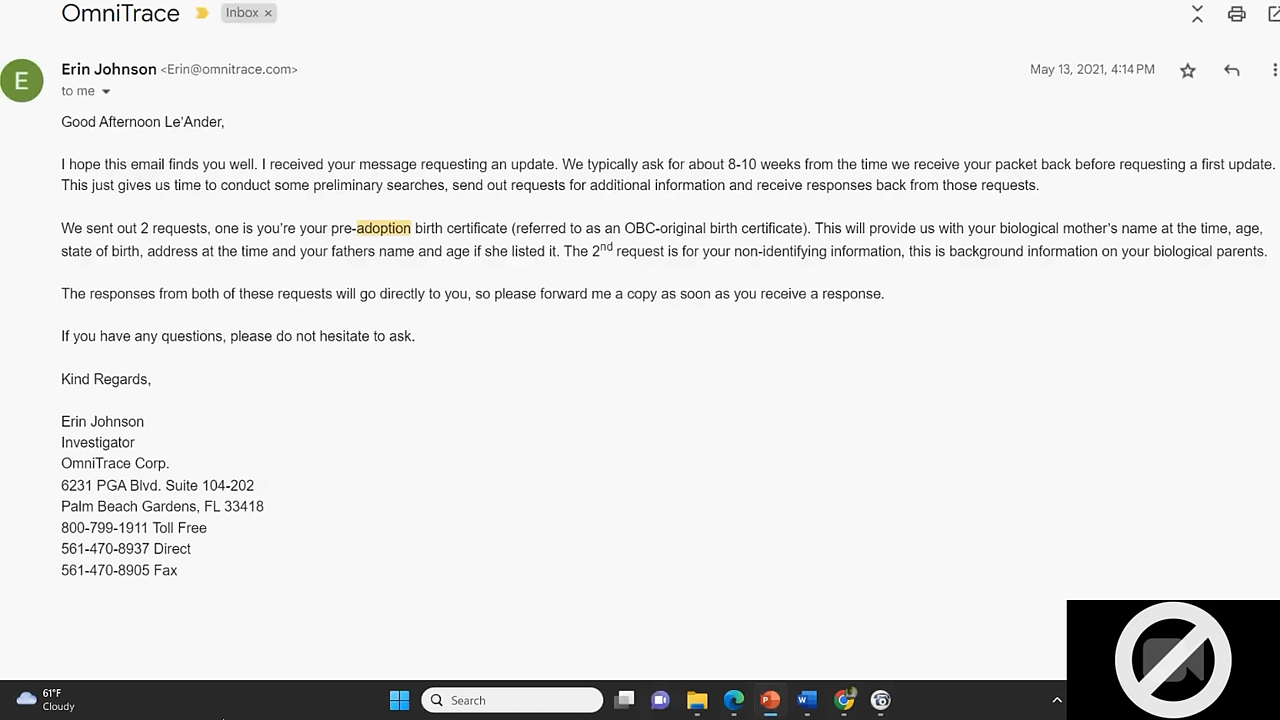 OmniTrace
Inbox ×
Erin Johnson <Erin@omnitrace.com>
May 13, 2021, 4:14 PM
to me
E
Good Afternoon Le'Ander,
I hope this email finds you well. I received your message requesting an update. We typically ask for about 8-10 weeks from the time we receive your packet back before requesting a first update.
This just gives us time to conduct some preliminary searches, send out requests for additional information and receive responses back from those requests.
We sent out 2 requests, one is you're your pre-adoption birth certificate (referred to as an OBC-original birth certificate). This will provide us with your biological mother's name at the time, age,
state of birth, address at the time and your fathers name and age if she listed it. The 2nd request is for your non-identifying information, this is background information on your biological parents.
The responses from both of these requests will go directly to you, so please forward me a copy as soon as you receive a response.
If you have any questions, please do not hesitate to ask.
Kind Regards,
Erin Johnson
Investigator
OmniTrace Corp.
6231 PGA Blvd. Suite 104-202
Palm Beach Gardens, FL 33418
800-799-1911 Toll Free
561-470-8937 Direct
561-470-8905 Fax
61°F
Cloudy
Search